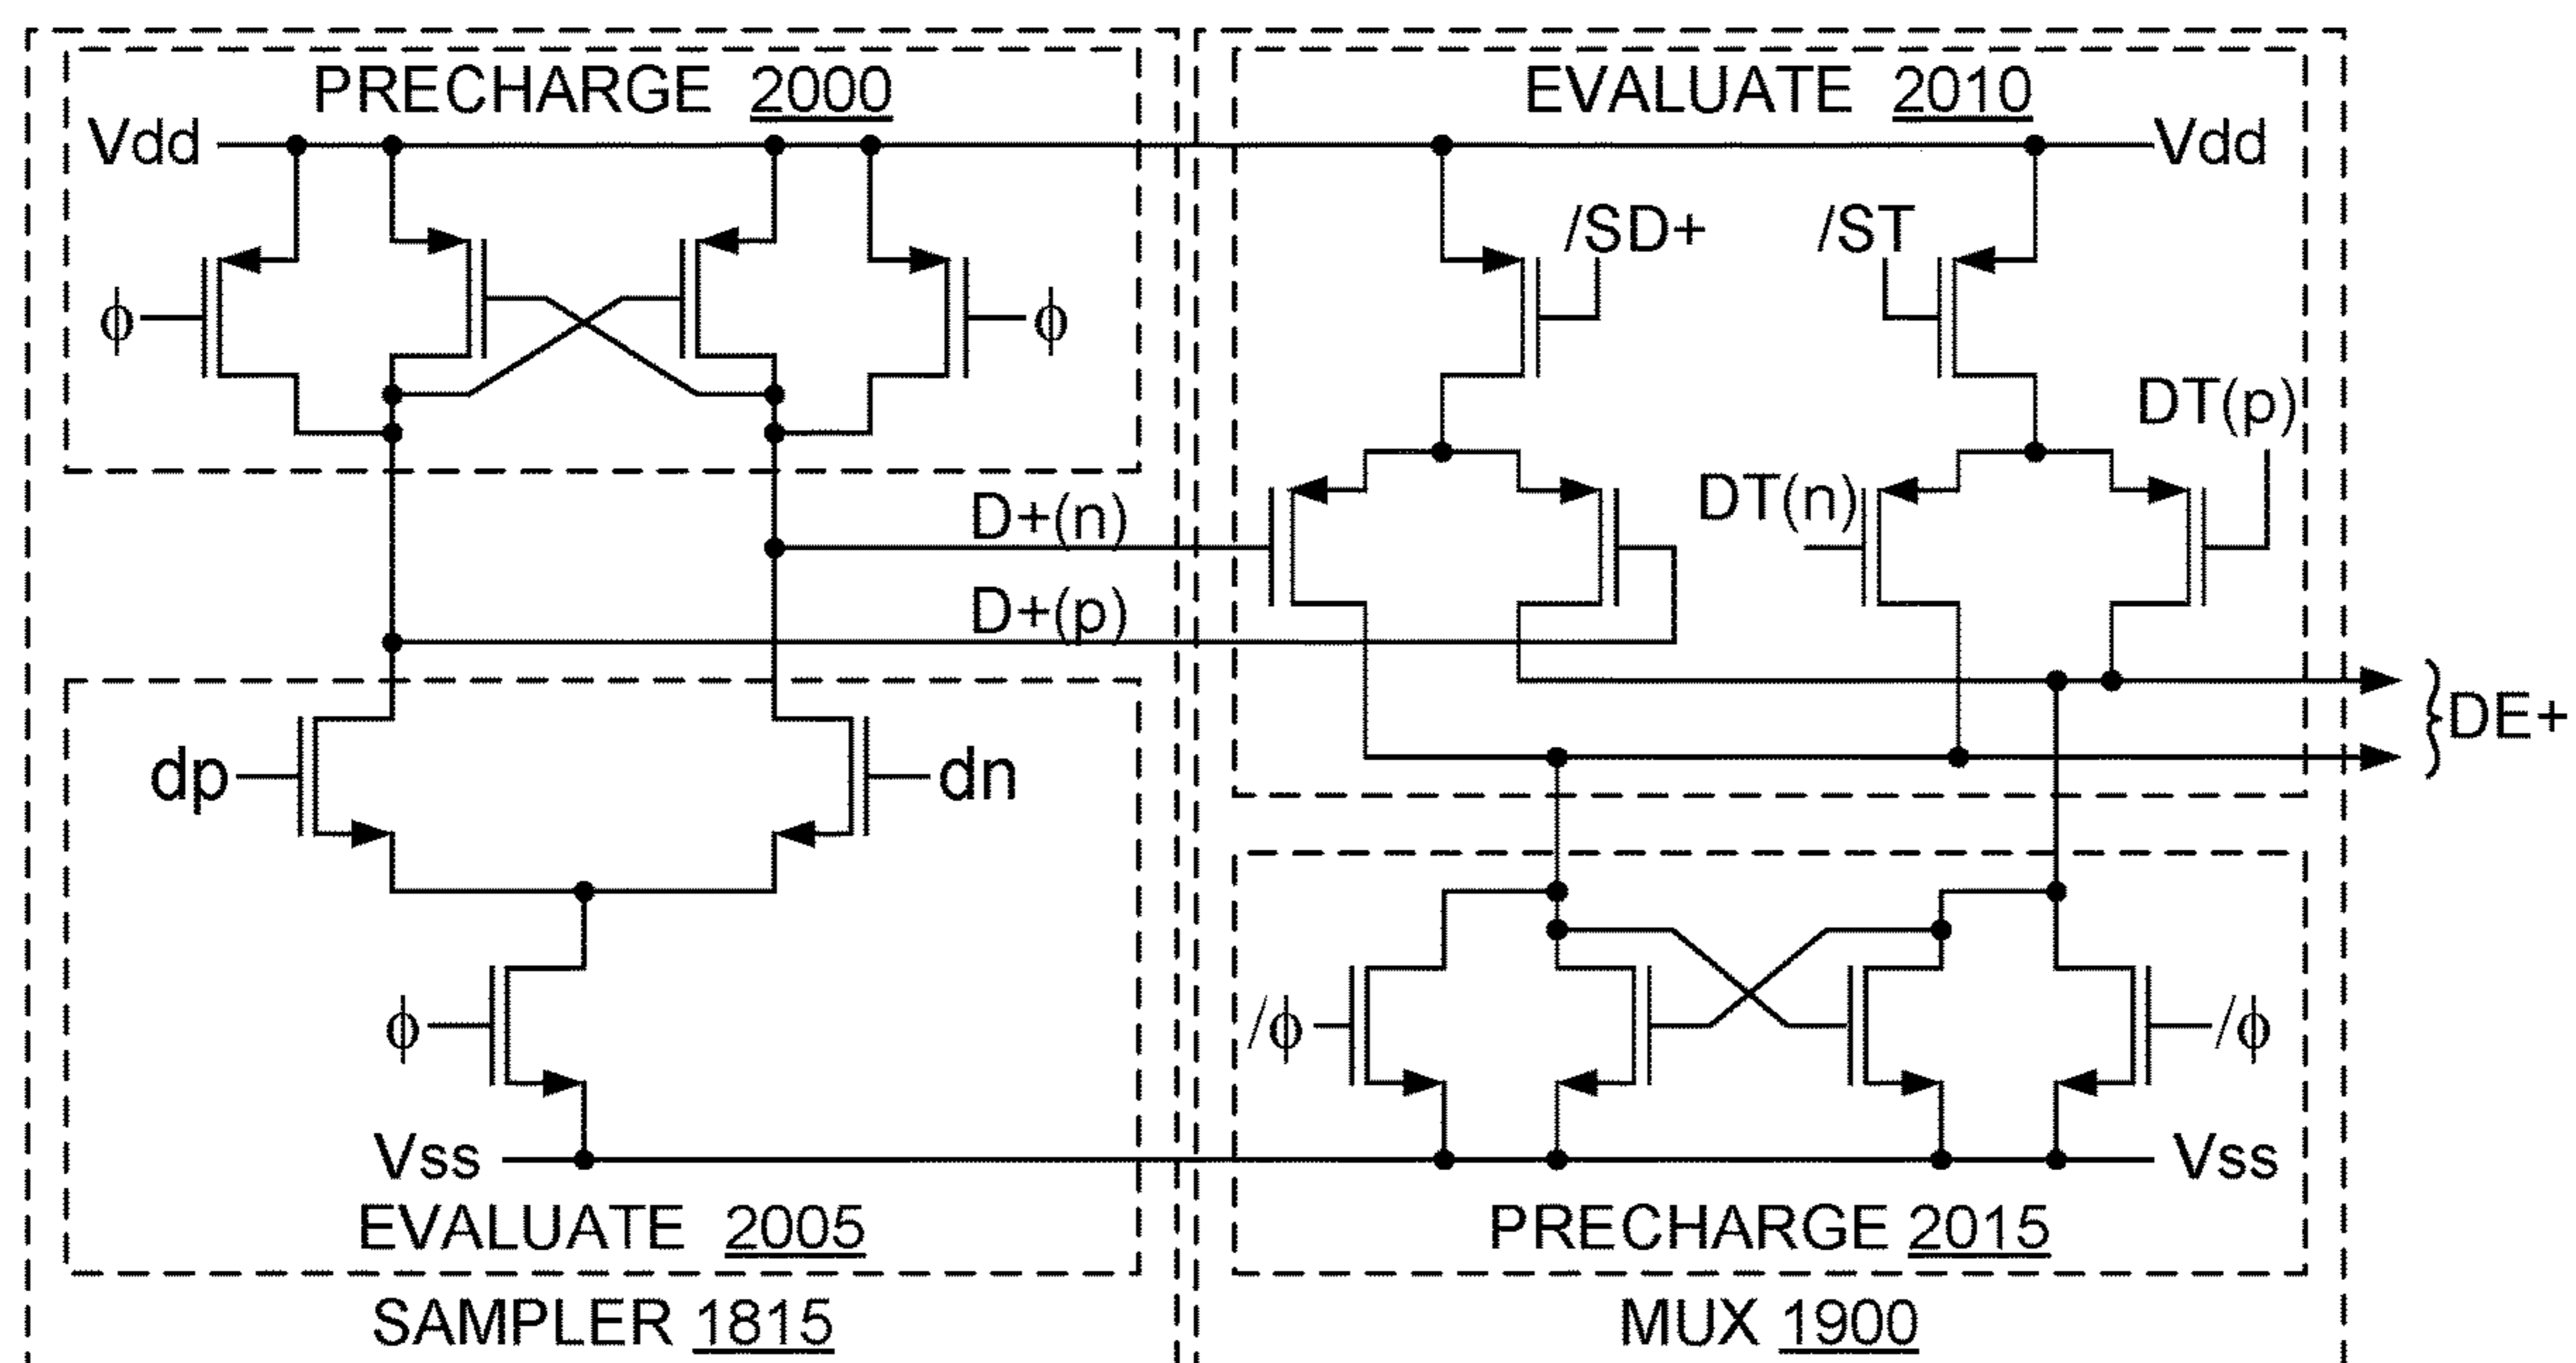 PRECHARGE 2000
EVALUATE 2010
Vdd
Vdd
/SD+
/ST
ϕ
ϕ
DT(p)
DT(n)
D+(n)
D+(p)
DE+
dp
dn
ϕ
/ϕ
/ϕ
Vss
Vss
EVALUATE 2005
PRECHARGE 2015
SAMPLER 1815
MUX 1900